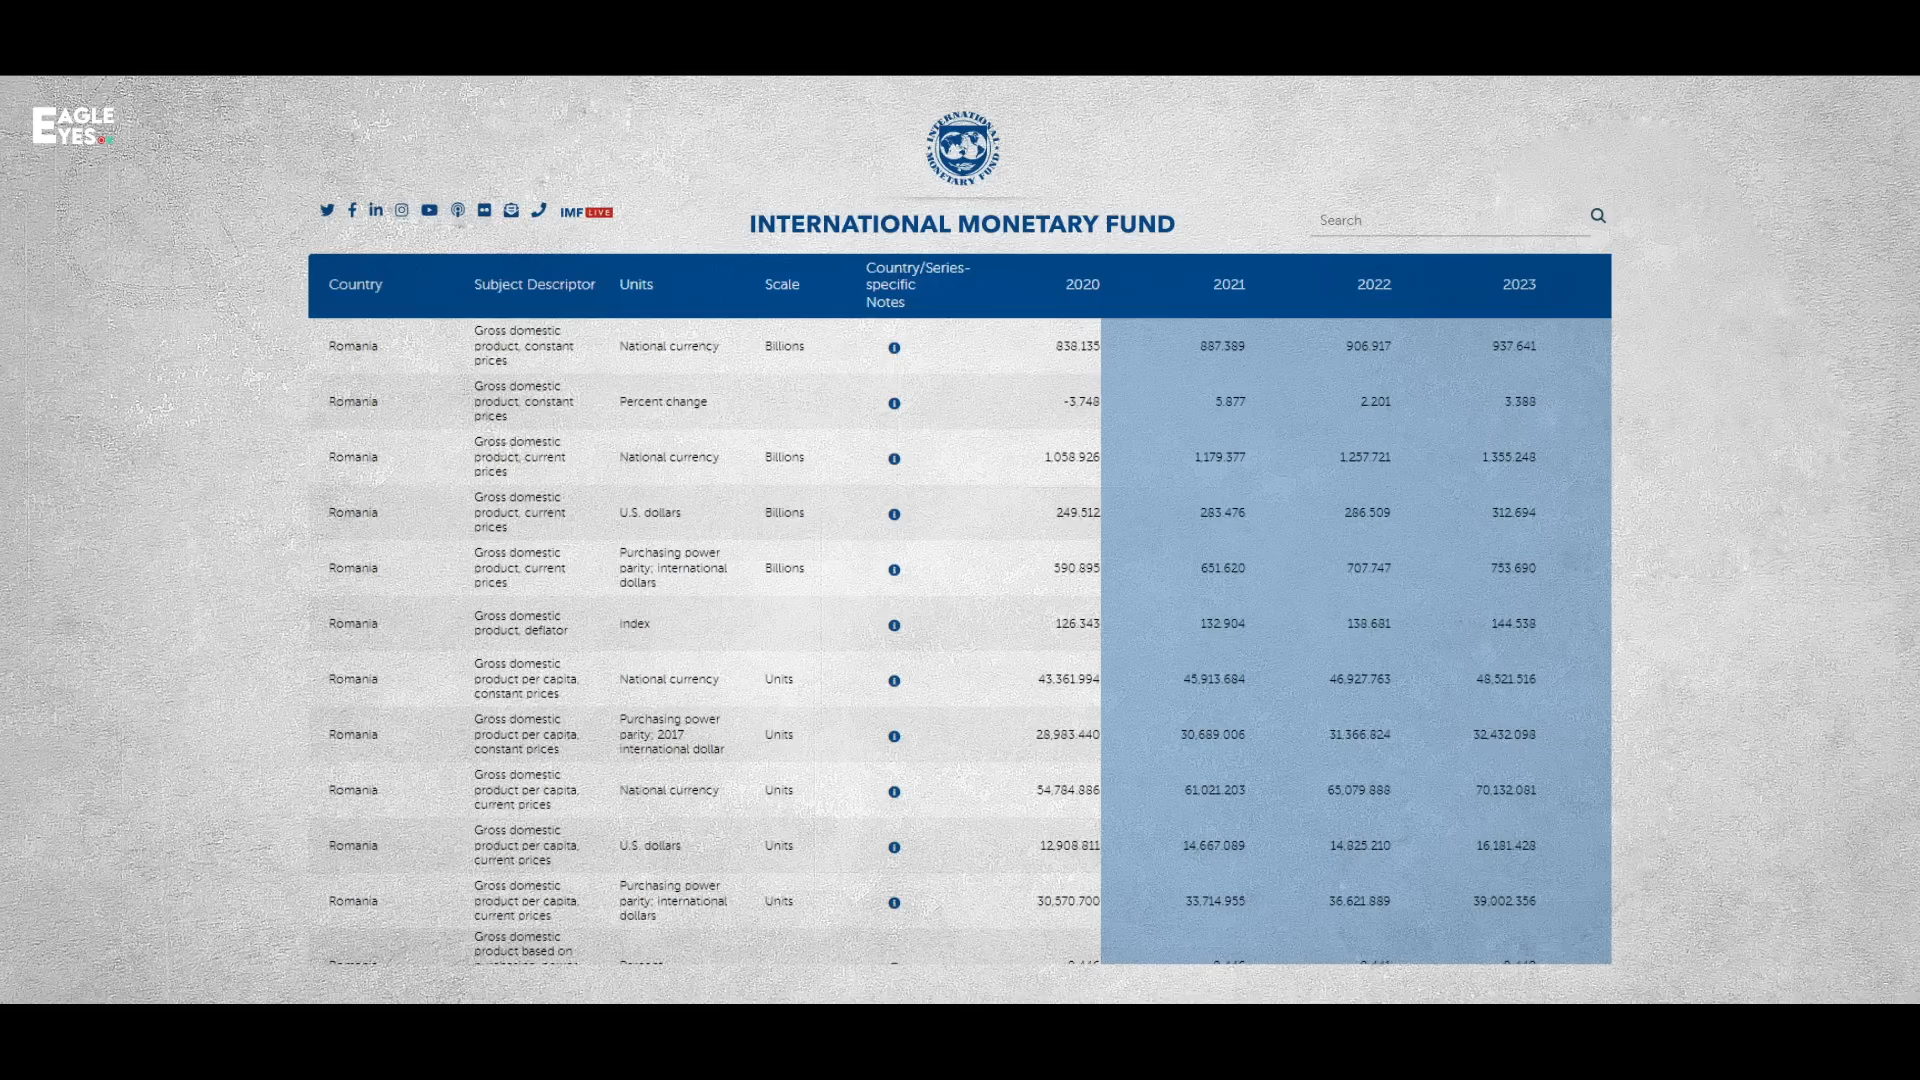 EAGLE
EYES
INTERNATIONAL MONETARY FUND
IMF LIVE
INTERNATIONAL MONETARY FUND
Search
Country Subject Descriptor Units Scale Country/Series-specific Notes 2020 2021 2022 2023
Romania Gross domestic product, constant prices National currency Billions 838.135 887.389 906.917 937.641
Romania Gross domestic product, constant prices Percent change -3.748 5.877 2.201 3.388
Romania Gross domestic product, current prices National currency Billions 1,058.926 1,179.377 1,257.721 1,355.248
Romania Gross domestic product, current prices U.S. dollars Billions 249.512 283.476 286.509 312.694
Romania Gross domestic product, current prices Purchasing power parity; international dollars Billions 590.895 651.620 707.747 753.690
Romania Gross domestic product, deflator Index 126.343 132.904 138.681 144.538
Romania Gross domestic product per capita, constant prices National currency Units 43,361.994 45,913.684 46,927.763 48,521.516
Romania Gross domestic product per capita, constant prices Purchasing power parity; 2017 international dollar Units 28,983.440 30,689.006 31,366.824 32,432.098
Romania Gross domestic product per capita, current prices National currency Units 54,784.886 61,021.203 65,079.888 70,132.081
Romania Gross domestic product per capita, current prices U.S. dollars Units 12,908.811 14,667.089 14,825.210 16,181.428
Romania Gross domestic product per capita, current prices Purchasing power parity; international dollars Units 30,570.700 33,714.955 36,621.889 39,002.356
Gross domestic product based on